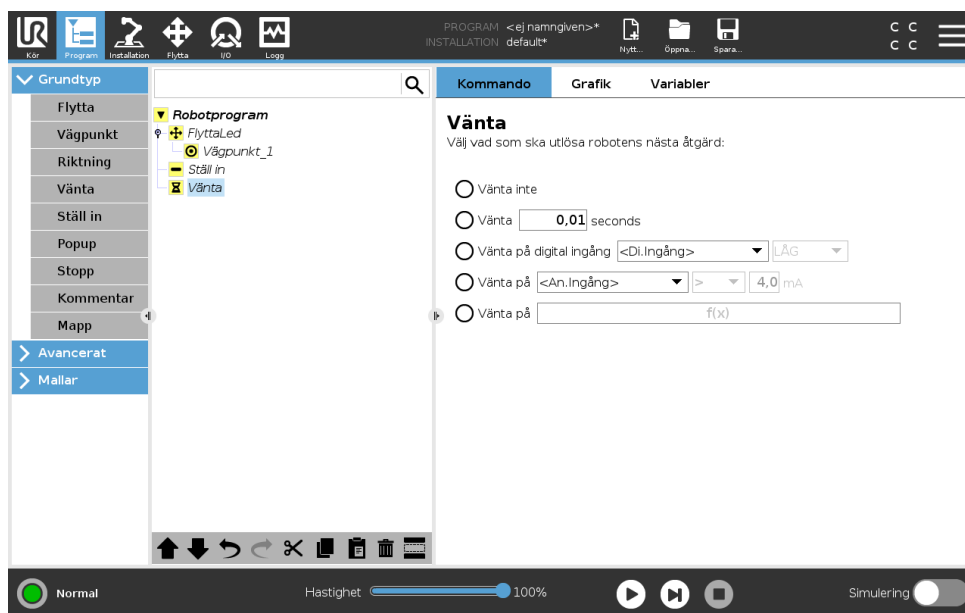 PROGRAM <ej namngiven>*
INSTALLATION default*
UR
Kör Program Installation Flytta I/O Logg
Nytt... Öppna... Spara...
C C
C C
Grundtyp
Flytta
Vägpunkt
Riktning
Vänta
Ställ in
Popup
Stopp
Kommentar
Mapp
Avancerat
Mallar
Robotprogram
FlyttaLed
Vägpunkt_1
Ställ in
Vänta
Kommando Grafik Variabler
Vänta
Välj vad som ska utlösa robotens nästa åtgärd:
Vänta inte
Vänta 0,01 seconds
Vänta på digital ingång <Di.Ingång> LÅG
Vänta på <An.Ingång> > 4,0 mA
Vänta på f(x)
Normal
Hastighet 100%
Simulering